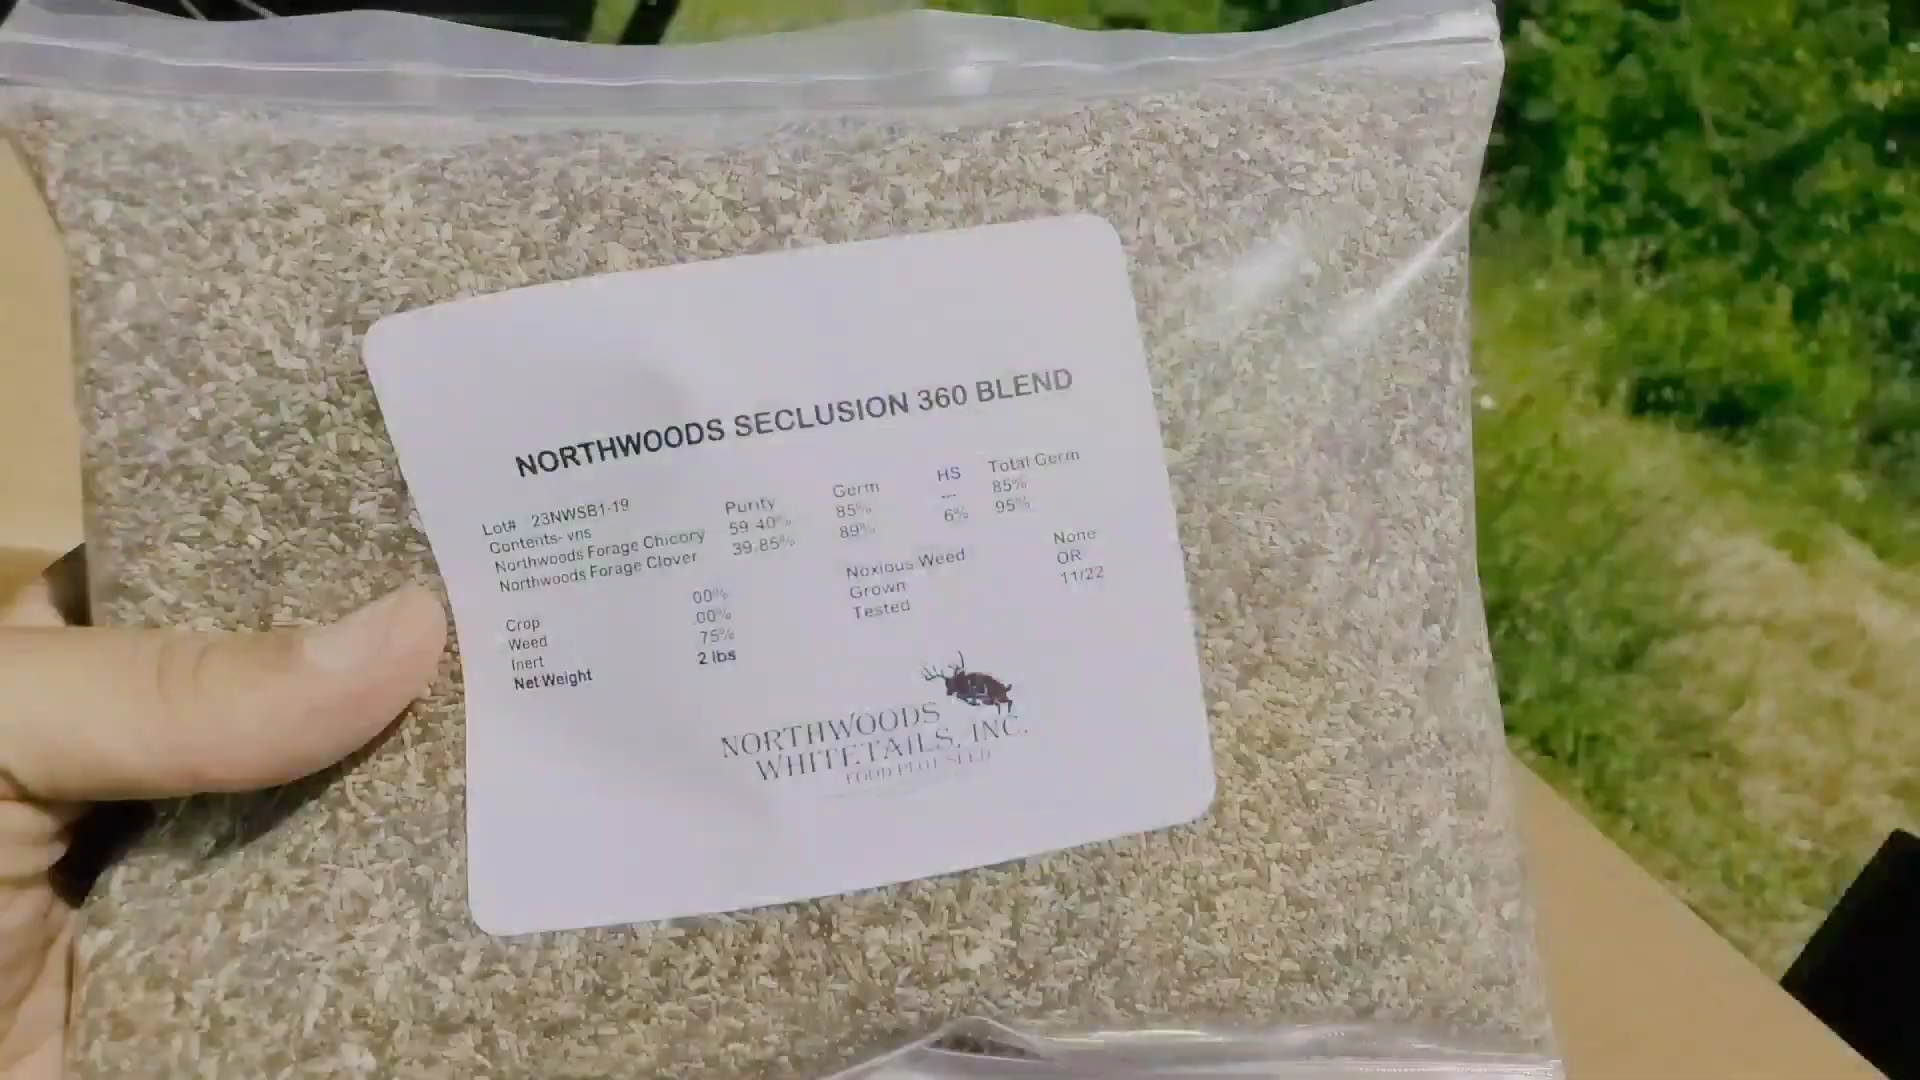 NORTHWOODS SECLUSION 360 BLEND
Lot# 23NWSB1-19 Purity Germ HS Total Germ
Contents- vns
Northwoods Forage Chicory 59.40% 85% --- 85%
Northwoods Forage Clover 39.85% 89% 6% 95%
Crop .00% Noxious Weed None
Weed .00% Grown OR
Inert .75% Tested 11/22
Net Weight 2 lbs
NORTHWOODS
WHITETAILS, INC.
FOOD PLOT SEED